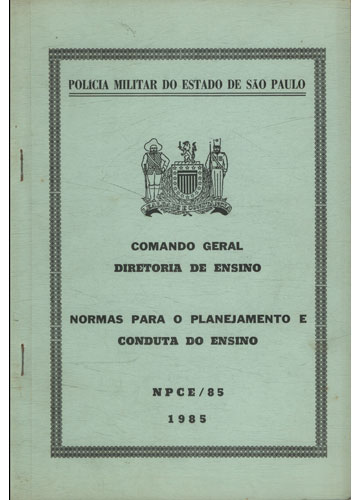 POLÍCIA MILITAR DO ESTADO DE SÃO PAULO
COMANDO GERAL
DIRETORIA DE ENSINO
NORMAS PARA O PLANEJAMENTO E
CONDUTA DO ENSINO
NPCE/85
1985